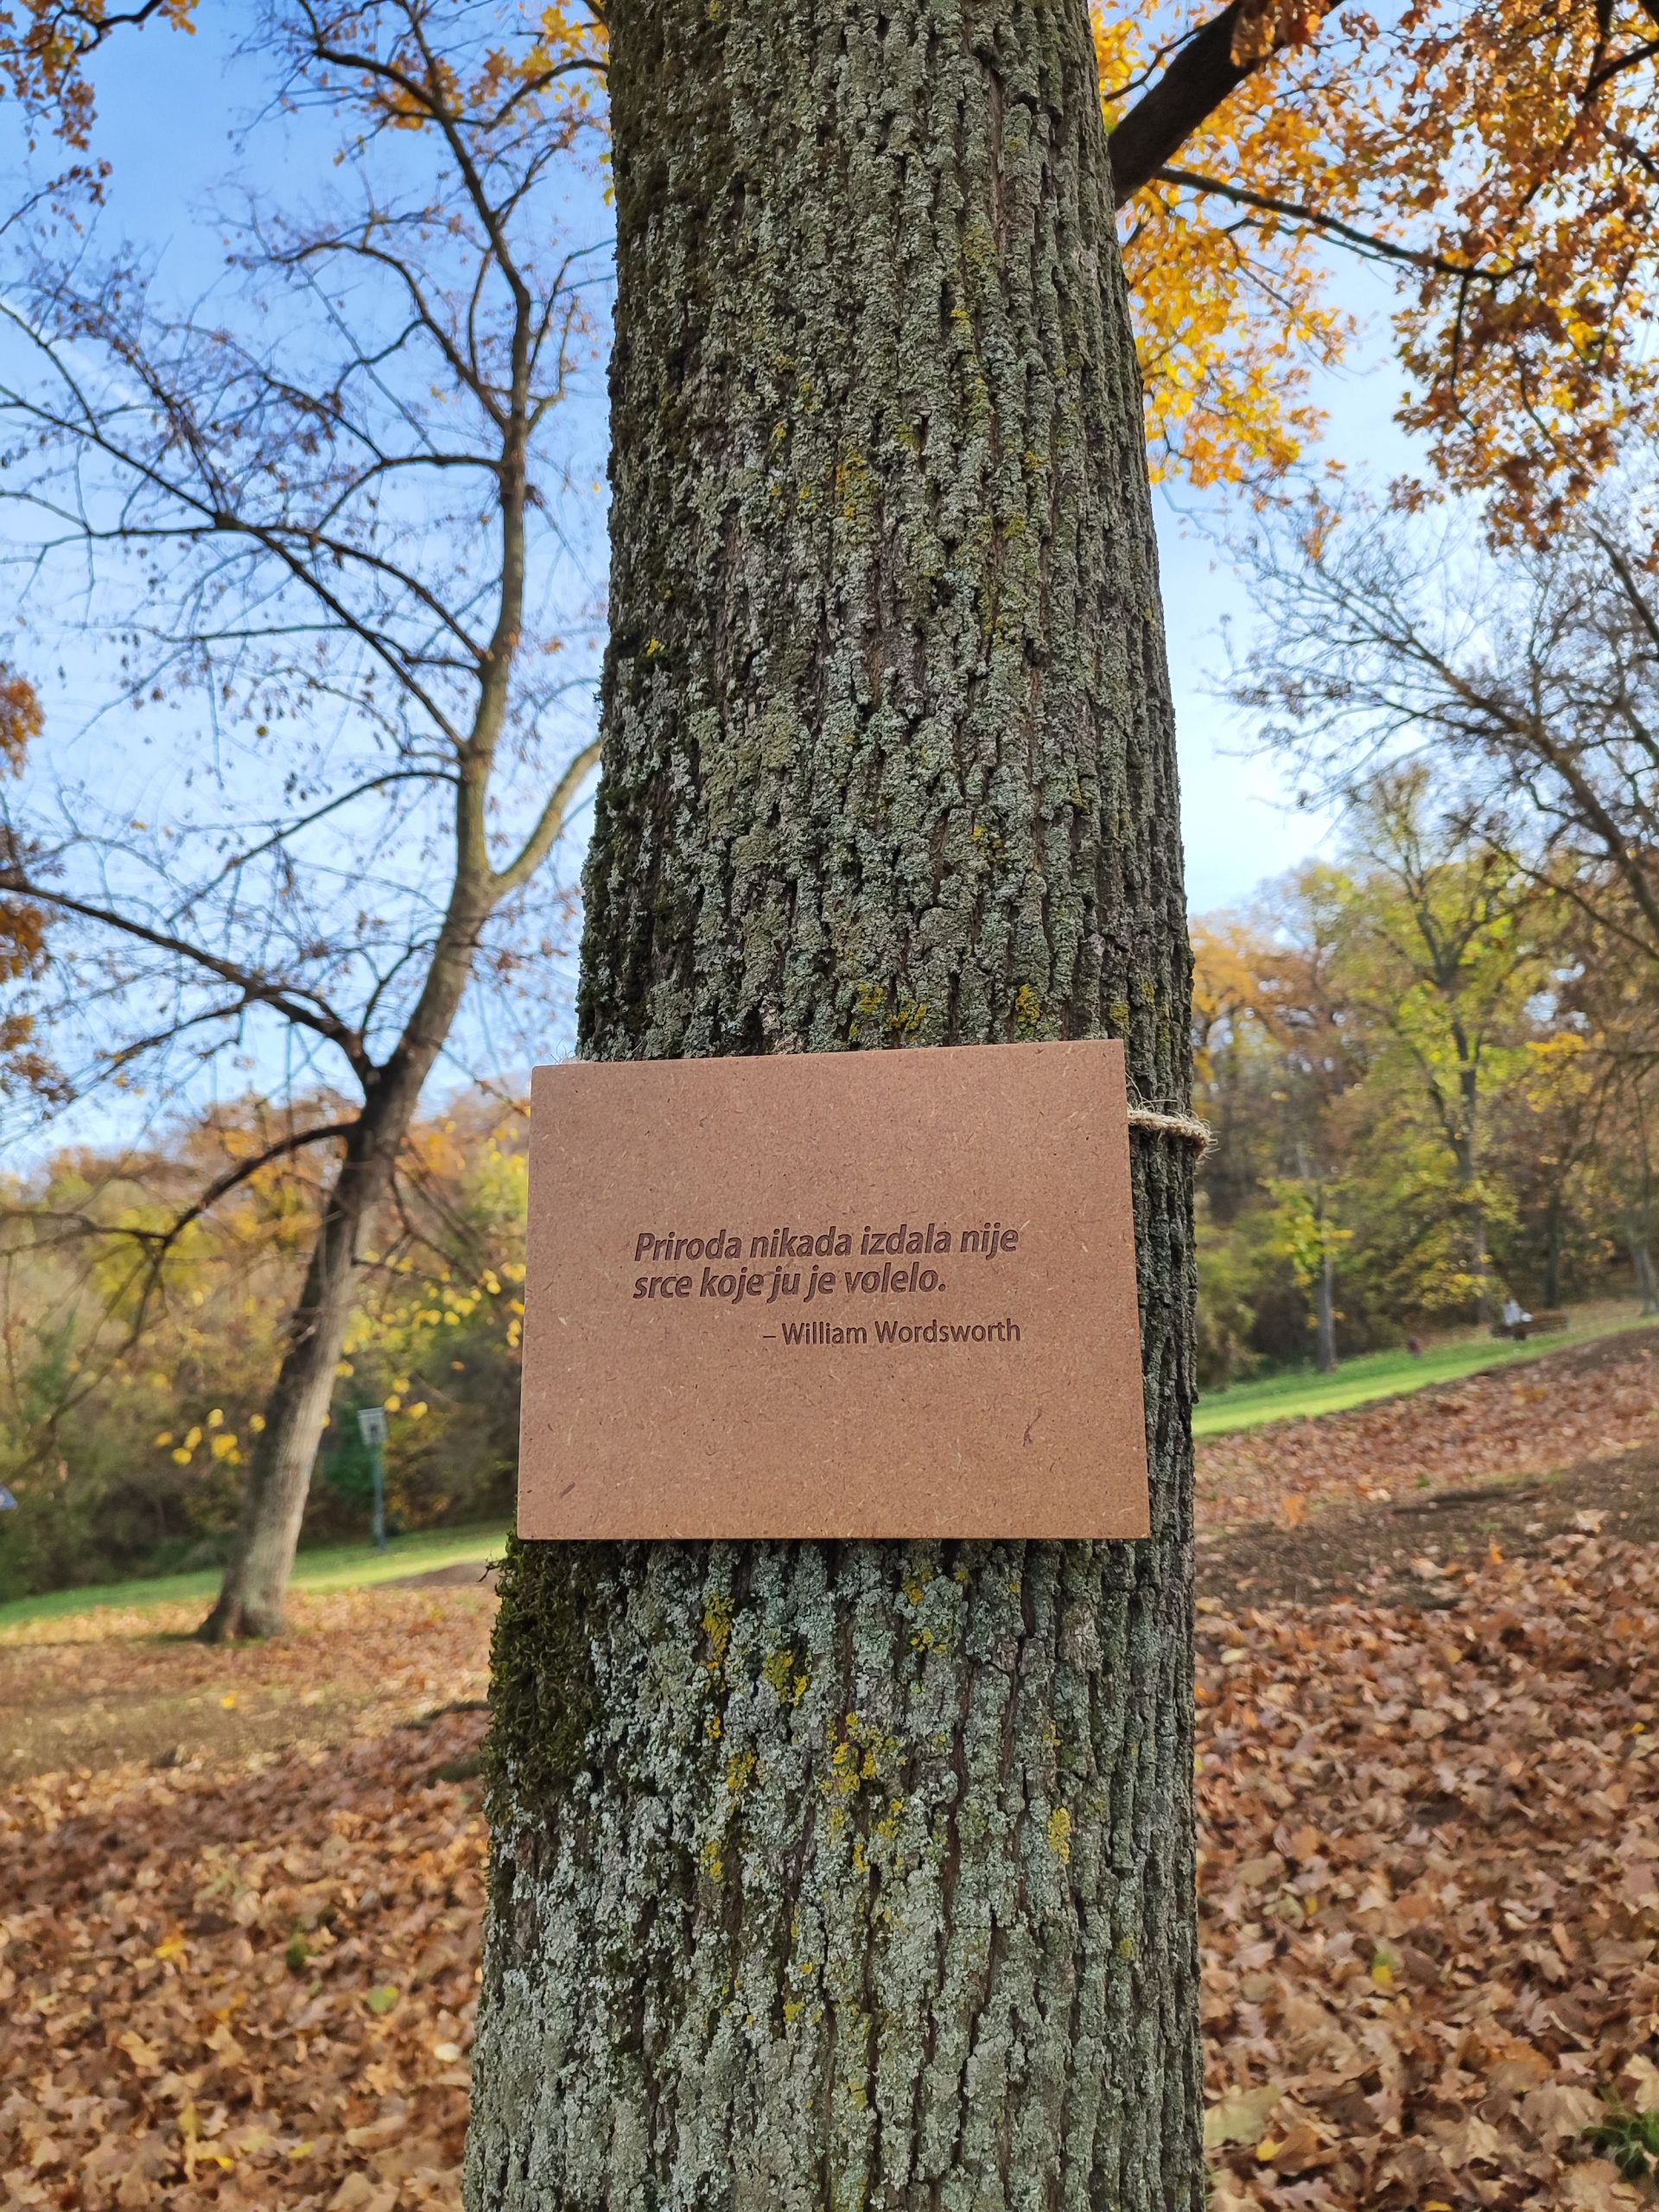 Priroda nikada izdala nije
srce koje ju je volelo.
– William Wordsworth